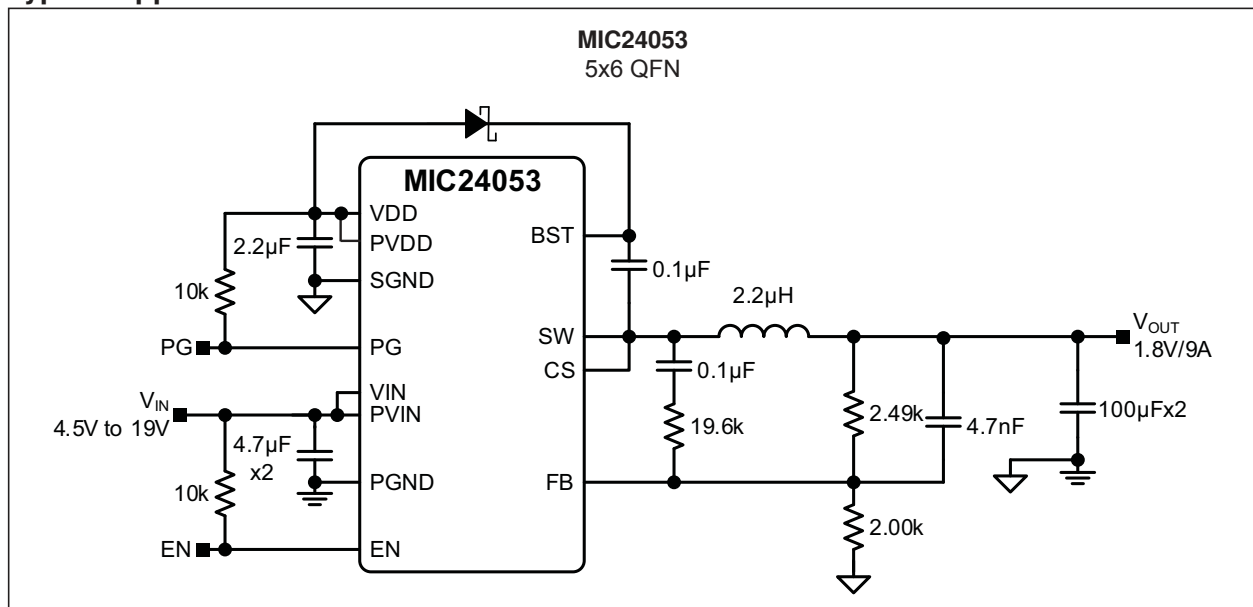 MIC24053
5x6 QFN
MIC24053
VDD
PVDD
SGND
PG
VIN
PVIN
PGND
EN
BST
SW
CS
FB
2.2µF
10k
PG
V_IN
4.5V to 19V
4.7µF
x2
10k
EN
0.1µF
2.2µH
0.1µF
19.6k
2.49k
4.7nF
2.00k
100µFx2
V_OUT
1.8V/9A